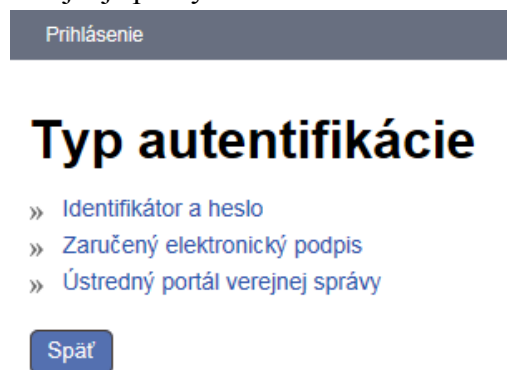 Prihlásenie
Typ autentifikácie
» Identifikátor a heslo
» Zaručený elektronický podpis
» Ústredný portál verejnej správy
Späť